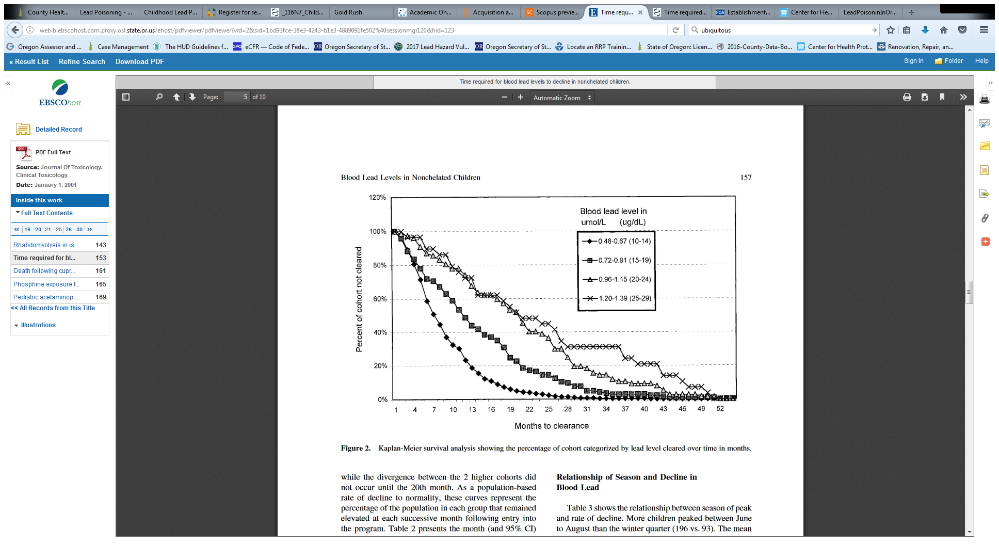 County Healt...
Lead Poisoning - ...
Childhood Lead P...
Register for se...
_116N7_Child...
Gold Rush
Academic On...
Acquisition a...
Scopus previe...
Time requ...
Time required...
Establishment...
Center for He...
LeadPoisoninInOr...
web.b.ebscohost.com.proxy.osl.state.or.us/ehost/pdfviewer/pdfviewer?vid=2&sid=1bd93fce-38e3-4243-b1e3-4889091fe502%40sessionmgr120&hid=123
ubiquitous
Oregon Assessor and ...
Case Management
The HUD Guidelines f...
GPO eCFR — Code of Fede...
OR Oregon Secretary of St...
2017 Lead Hazard Vul...
OR Oregon Secretary of St...
Locate an RRP Trainin...
State of Oregon: Licen...
2016-County-Data-Bo...
Center for Health Prot...
Renovation, Repair, an...
« Result List
Refine Search
Download PDF
Sign In
Folder
Help
Time required for blood lead levels to decline in nonchelated children.
Page: 5 of 10
Automatic Zoom
EBSCOhost
Detailed Record
PDF Full Text
Source: Journal Of Toxicology.
Clinical Toxicology
Date: January 1, 2001
Inside this work
Full Text Contents
« 16 - 20 21 - 25 26 - 30 »
Rhabdomyolysis in is... 143
Time required for bl... 153
Death following cupr... 161
Phosphine exposure f... 165
Pediatric acetaminop... 169
<< All Records from this Title
Illustrations
Blood Lead Levels in Nonchelated Children 157
120%
100%
80%
60%
40%
20%
0%
Percent of cohort not cleared
Blood lead level in
umol/L (ug/dL)
0.48-0.67 (10-14)
0.72-0.91 (15-19)
0.96-1.15 (20-24)
1.20-1.39 (25-29)
1 4 7 10 13 16 19 22 25 28 31 34 37 40 43 46 49 52
Months to clearance
Figure 2. Kaplan-Meier survival analysis showing the percentage of cohort categorized by lead level cleared over time in months.
while the divergence between the 2 higher cohorts did
not occur until the 20th month. As a population-based
rate of decline to normality, these curves represent the
percentage of the population in each group that remained
elevated at each successive month following entry into
the program. Table 2 presents the month (and 95% CI)
Relationship of Season and Decline in
Blood Lead
Table 3 shows the relationship between season of peak
and rate of decline. More children peaked between June
to August than the winter quarter (196 vs. 93). The mean